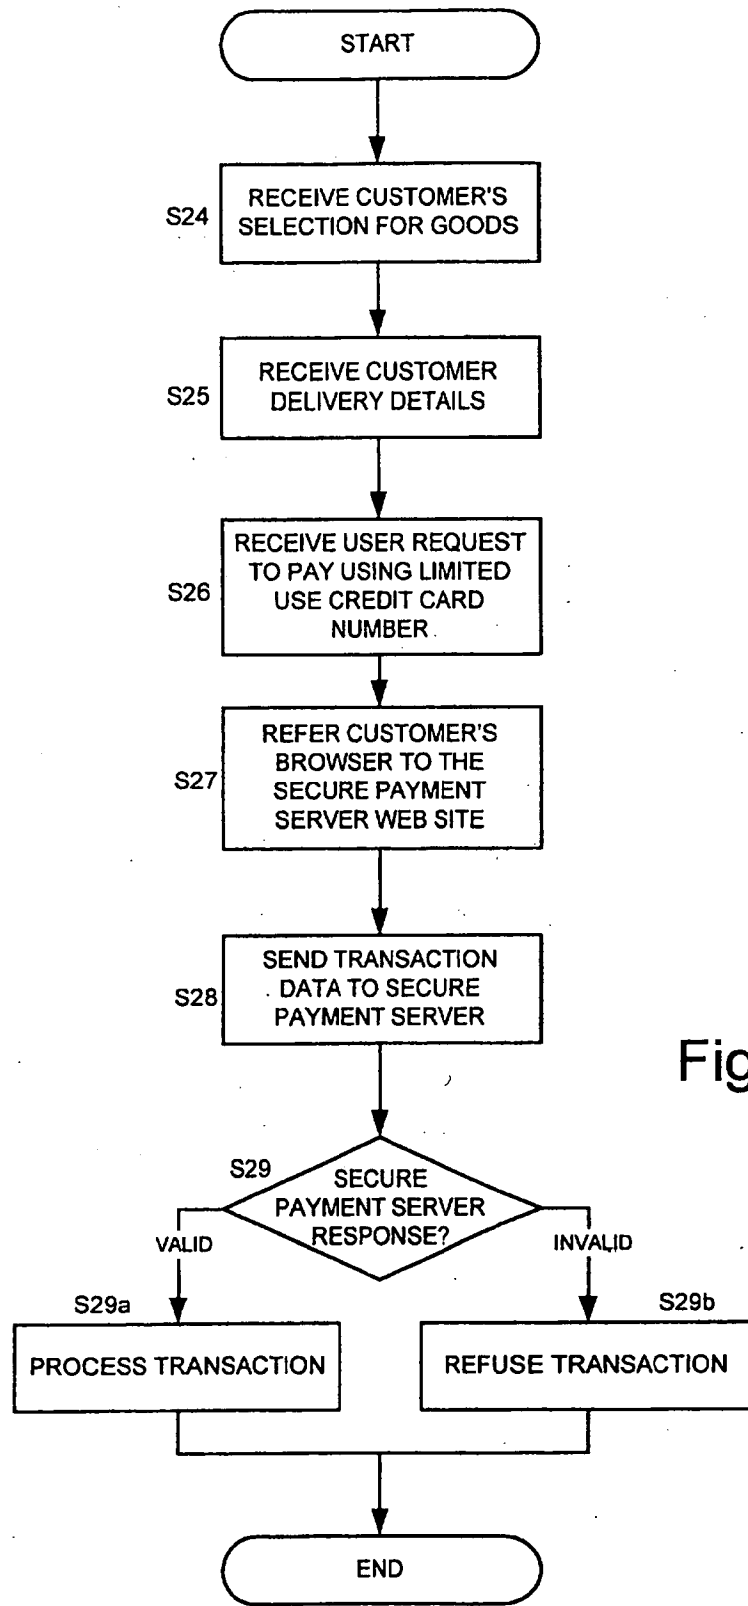 START
S24
RECEIVE CUSTOMER'S
SELECTION FOR GOODS
S25
RECEIVE CUSTOMER
DELIVERY DETAILS
S26
RECEIVE USER REQUEST
TO PAY USING LIMITED
USE CREDIT CARD
NUMBER
S27
REFER CUSTOMER'S
BROWSER TO THE
SECURE PAYMENT
SERVER WEB SITE
S28
SEND TRANSACTION
DATA TO SECURE
PAYMENT SERVER
Fig
S29
SECURE
PAYMENT SERVER
RESPONSE?
VALID
INVALID
S29a
S29b
PROCESS TRANSACTION
REFUSE TRANSACTION
END